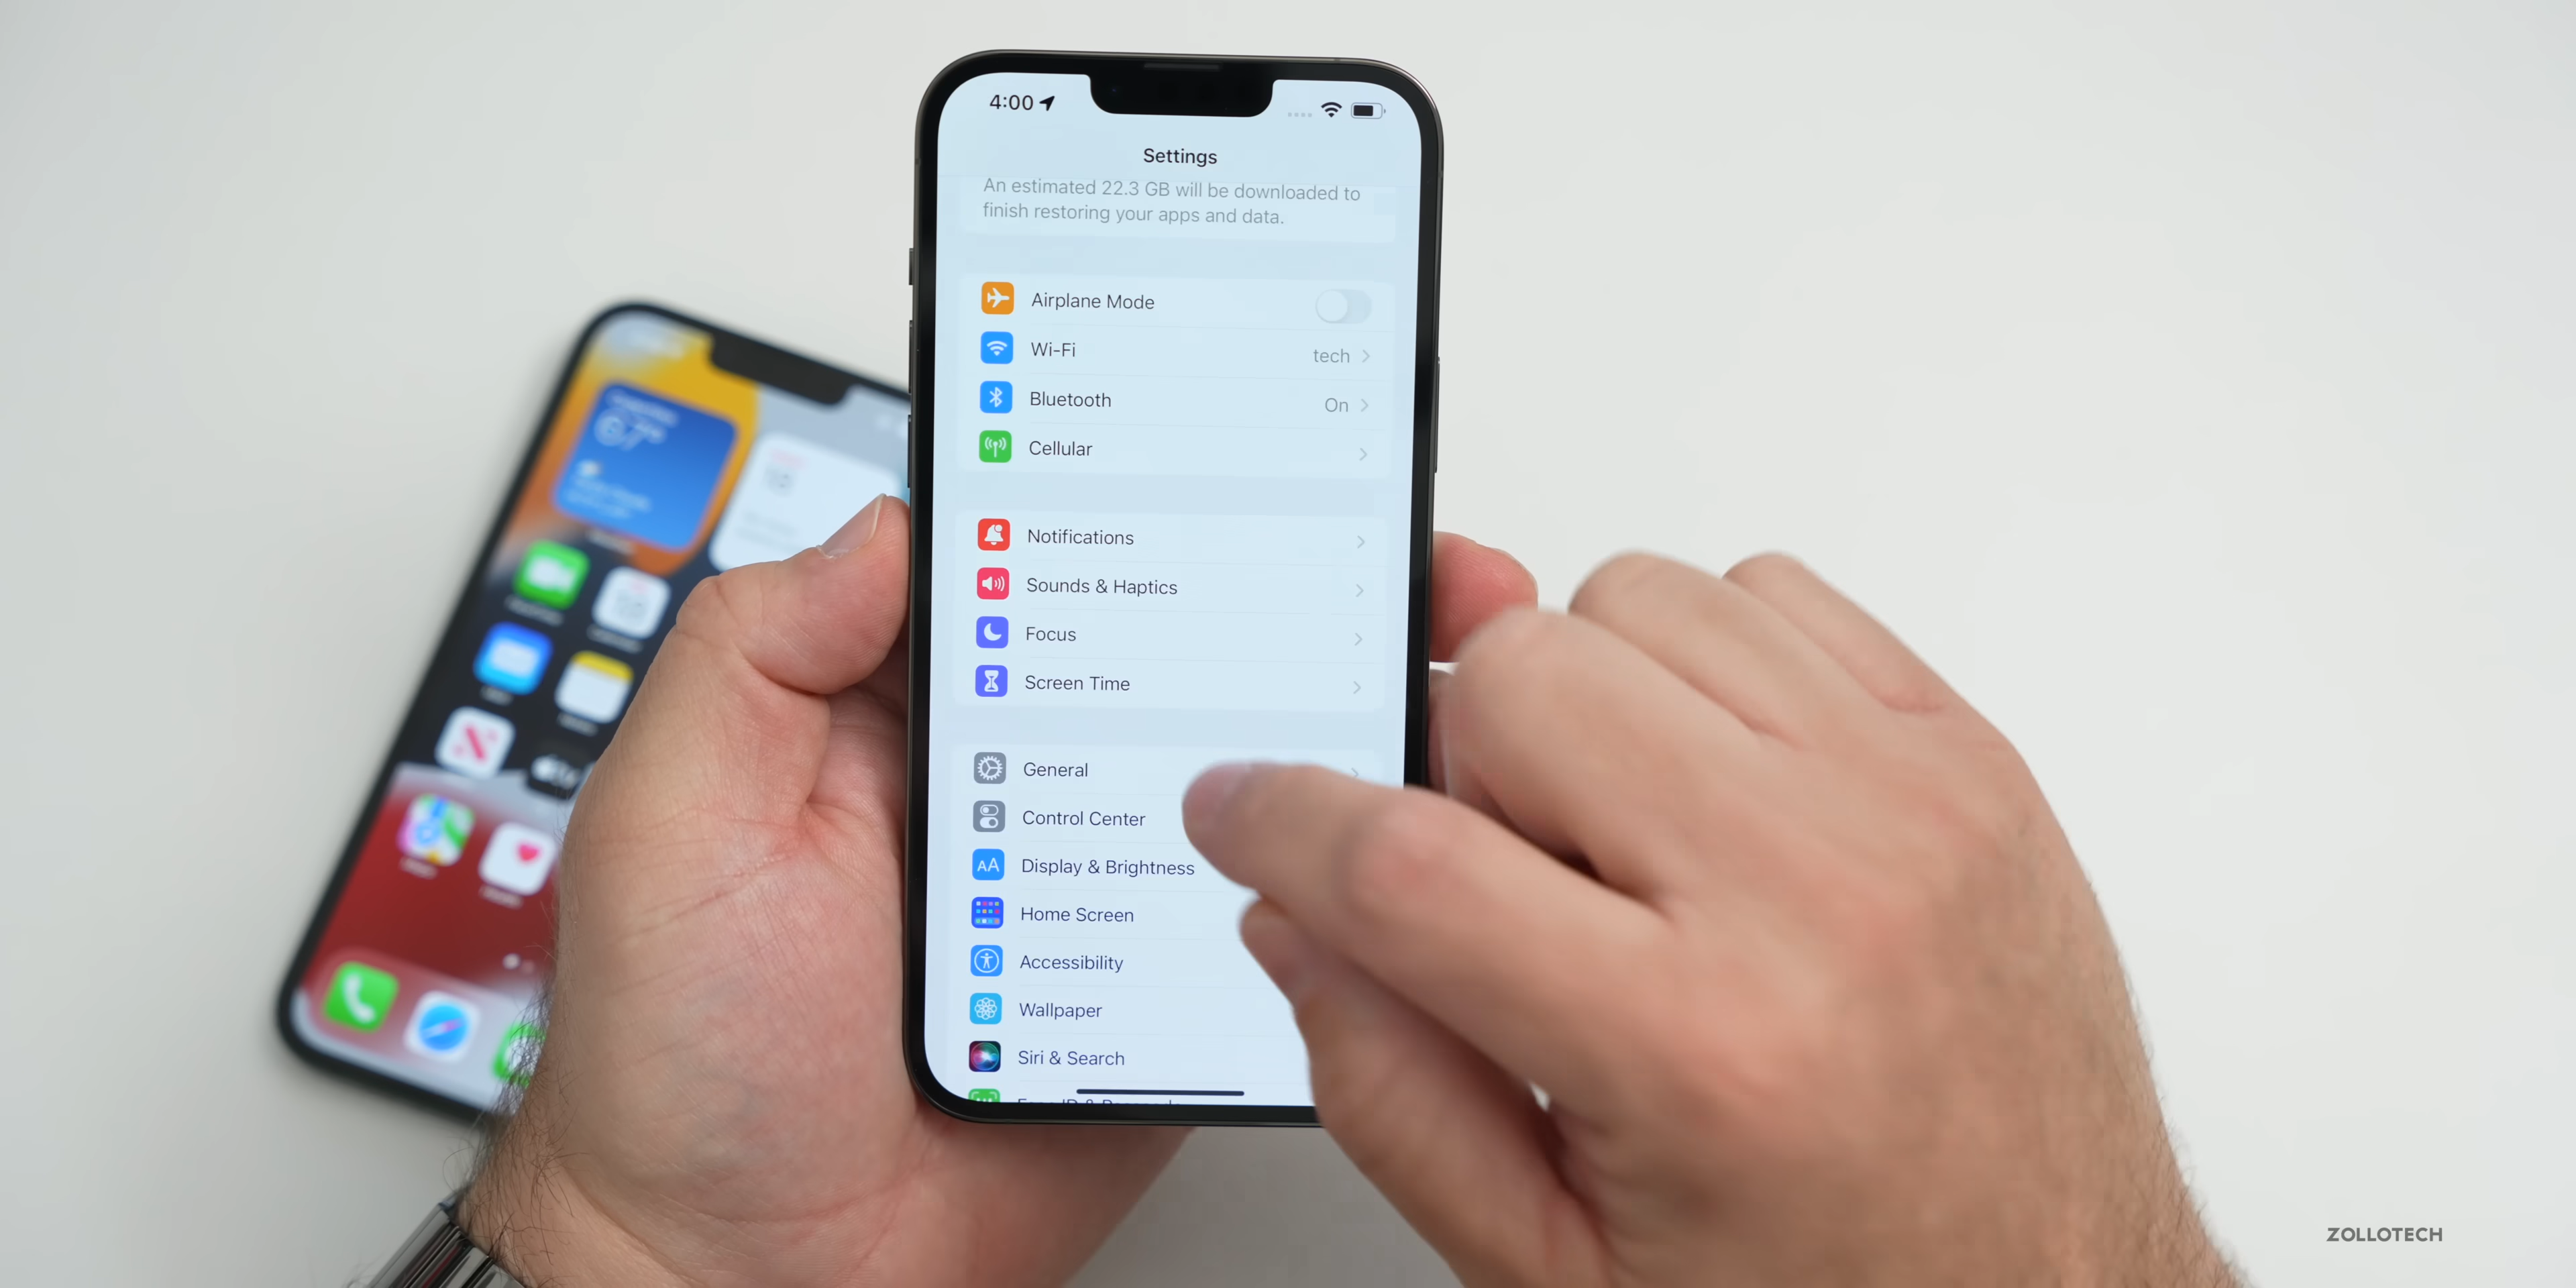 4:00
Settings
An estimated 22.3 GB will be downloaded to
finish restoring your apps and data.
Airplane Mode
Wi-Fi tech
Bluetooth On
Cellular
Notifications
Sounds & Haptics
Focus
Screen Time
General
Control Center
AA Display & Brightness
Home Screen
Accessibility
Wallpaper
Siri & Search
ZOLLOTECH